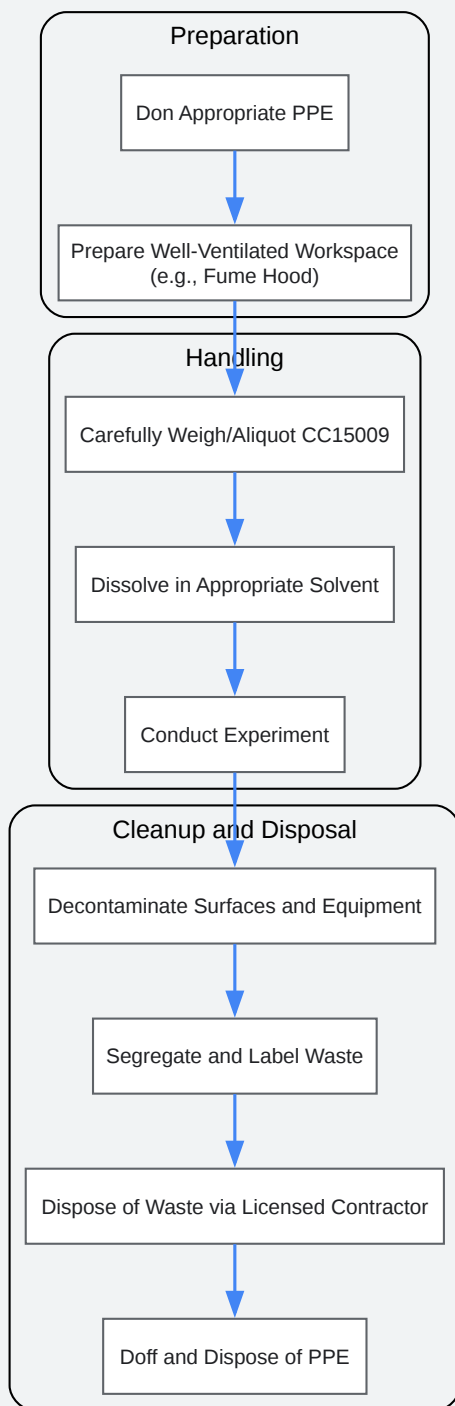 Preparation
Don Appropriate PPE
Prepare Well-Ventilated Workspace
(e.g., Fume Hood)
Handling
Carefully Weigh/Aliquot CC15009
Dissolve in Appropriate Solvent
Conduct Experiment
Cleanup and Disposal
Decontaminate Surfaces and Equipment
Segregate and Label Waste
Dispose of Waste via Licensed Contractor
Doff and Dispose of PPE